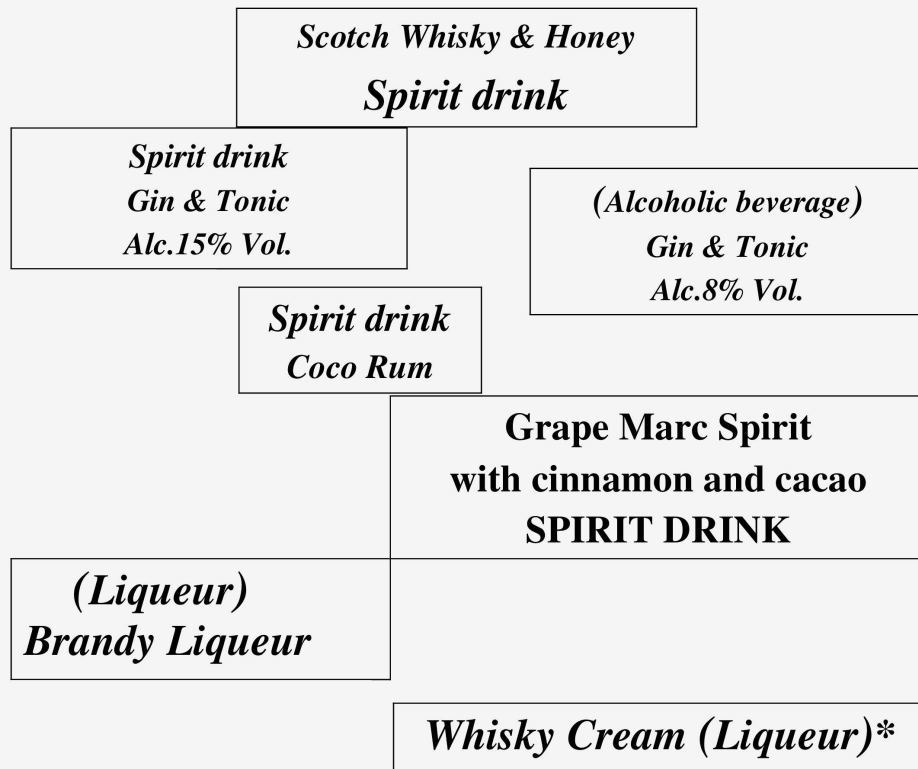 Scotch Whisky & Honey
Spirit drink
Spirit drink
Gin & Tonic
Alc.15% Vol.
(Alcoholic beverage)
Gin & Tonic
Alc.8% Vol.
Spirit drink
Coco Rum
Grape Marc Spirit
with cinnamon and cacao
SPIRIT DRINK
(Liqueur)
Brandy Liqueur
Whisky Cream (Liqueur)*